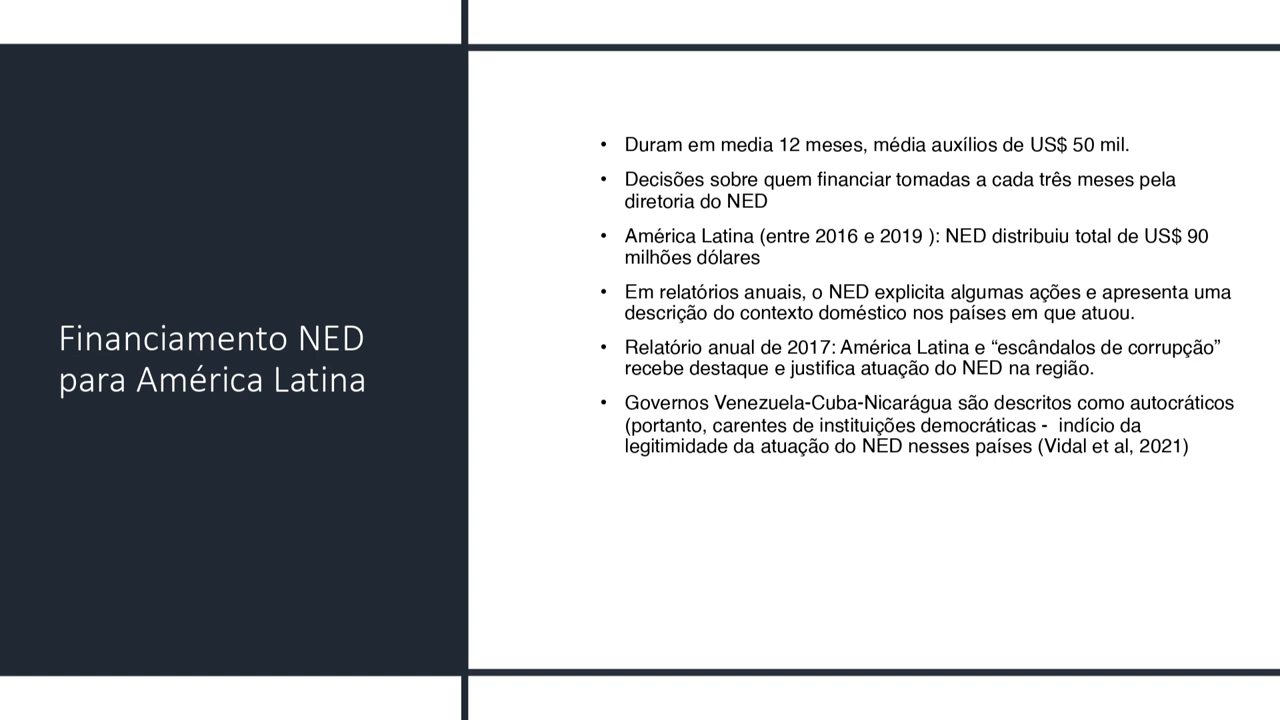 Financiamento NED
para América Latina
• Duram em media 12 meses, média auxílios de US$ 50 mil.
• Decisões sobre quem financiar tomadas a cada três meses pela
diretoria do NED
• América Latina (entre 2016 e 2019 ): NED distribuiu total de US$ 90
milhões dólares
• Em relatórios anuais, o NED explicita algumas ações e apresenta uma
descrição do contexto doméstico nos países em que atuou.
• Relatório anual de 2017: América Latina e “escândalos de corrupção”
recebe destaque e justifica atuação do NED na região.
• Governos Venezuela-Cuba-Nicarágua são descritos como autocráticos
(portanto, carentes de instituições democráticas -  indício da
legitimidade da atuação do NED nesses países (Vidal et al, 2021)